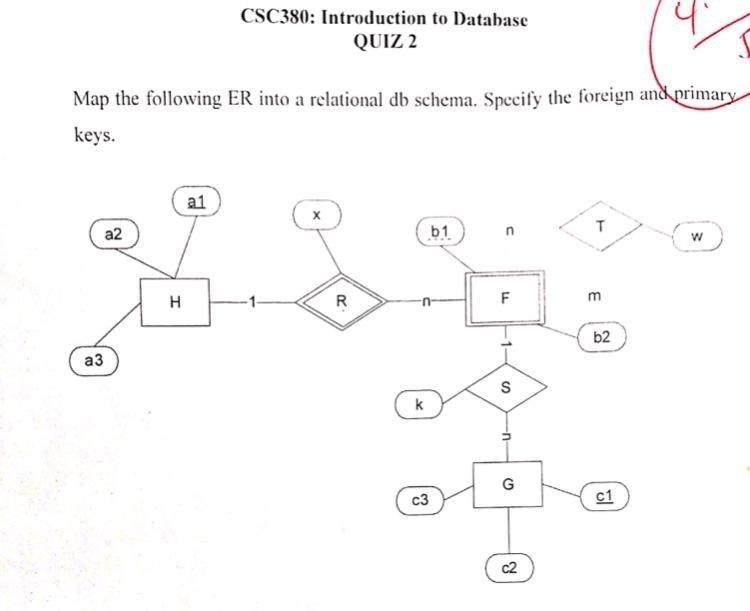 CSC380: Introduction to Database
QUIZ 2
4.
Map the following ER into a relational db schema. Specify the foreign and primary
keys.
a1
x
a2
b1
n
T
w
H
1
R
n
F
m
a3
1
b2
S
k
n
G
c3
c1
c2